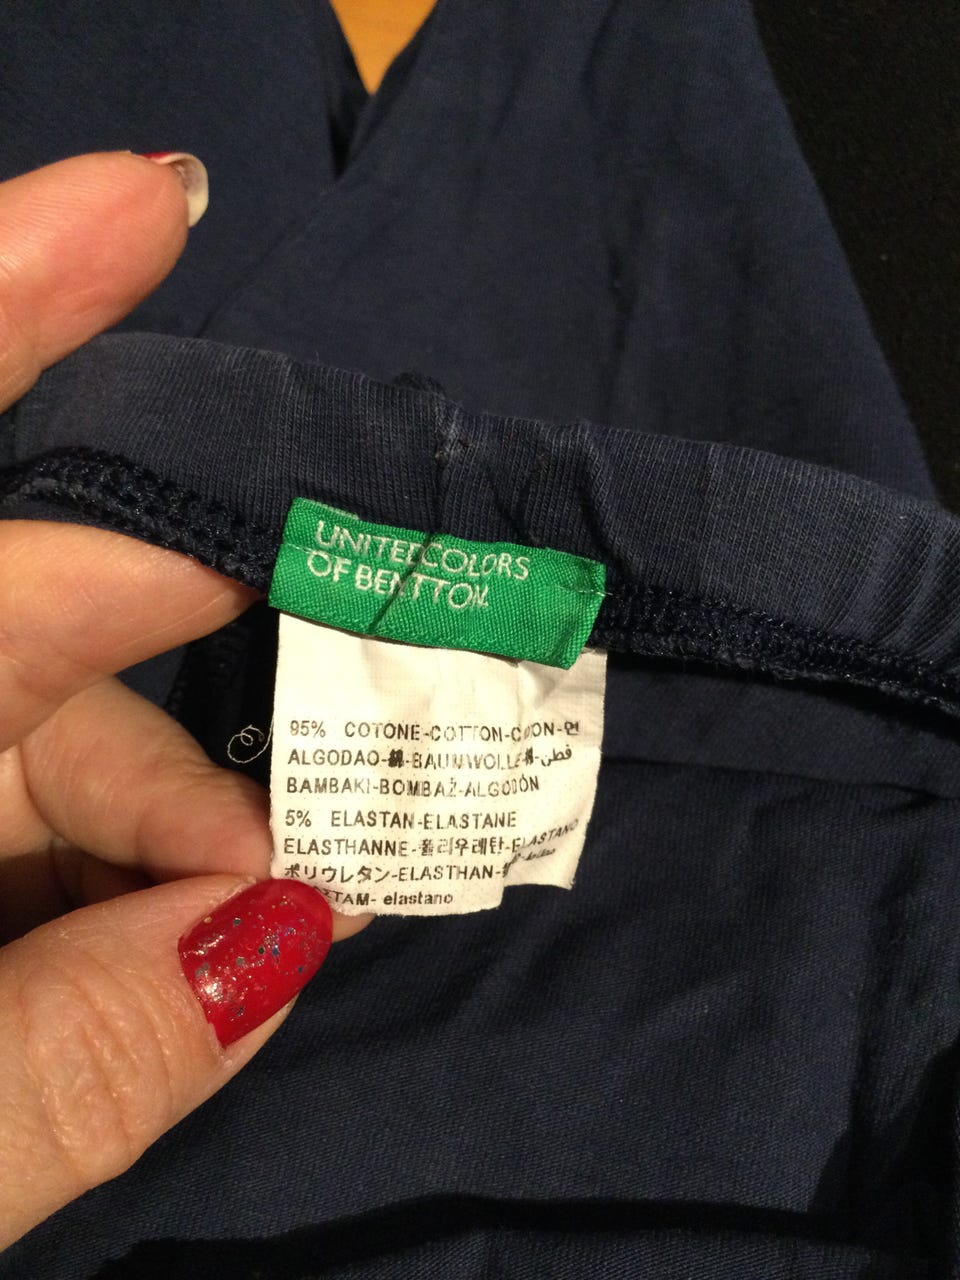 UNITED COLORS
OF BENETTON
95% COTONE-COTTON-COTON-면
ALGODAO-綿-BAUMWOLLE-棉-قطن
BAMBAKI-BOMBAŽ-ALGODÓN
5% ELASTAN-ELASTANE
ELASTHANNE-폴리우레탄-ELASTANO
ポリウレタン-ELASTHAN-
elastano